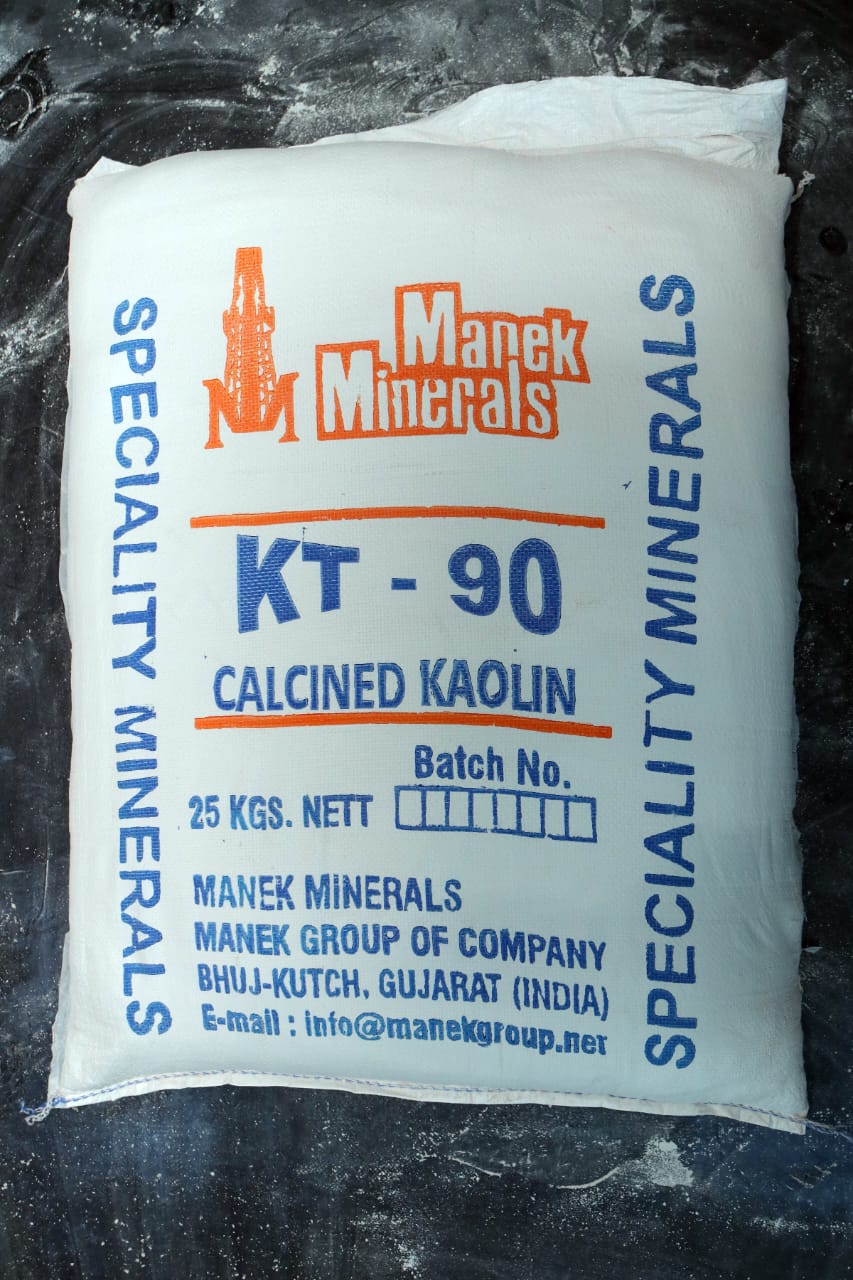 Manek
Minerals
SPECIALITY MINERALS
SPECIALITY MINERALS
KT - 90
CALCINED KAOLIN
Batch No.
25 KGS. NETT
MANEK MINERALS
MANEK GROUP OF COMPANY
BHUJ-KUTCH, GUJARAT (INDIA)
E-mail : info@manekgroup.net